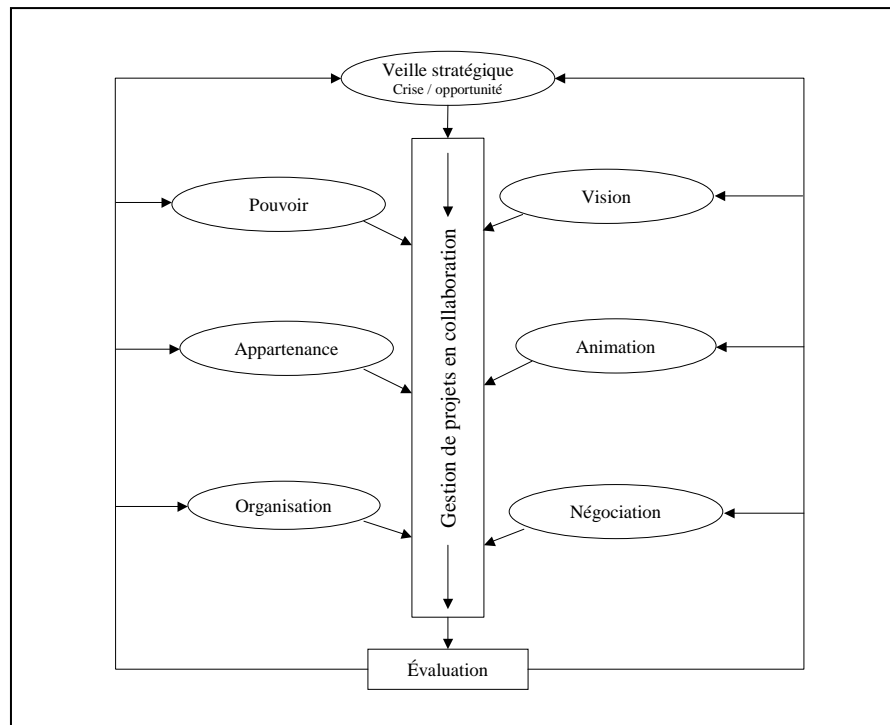 Veille stratégique
Crise / opportunité
Pouvoir
Vision
Gestion de projets en collaboration
Appartenance
Animation
Organisation
Négociation
Évaluation